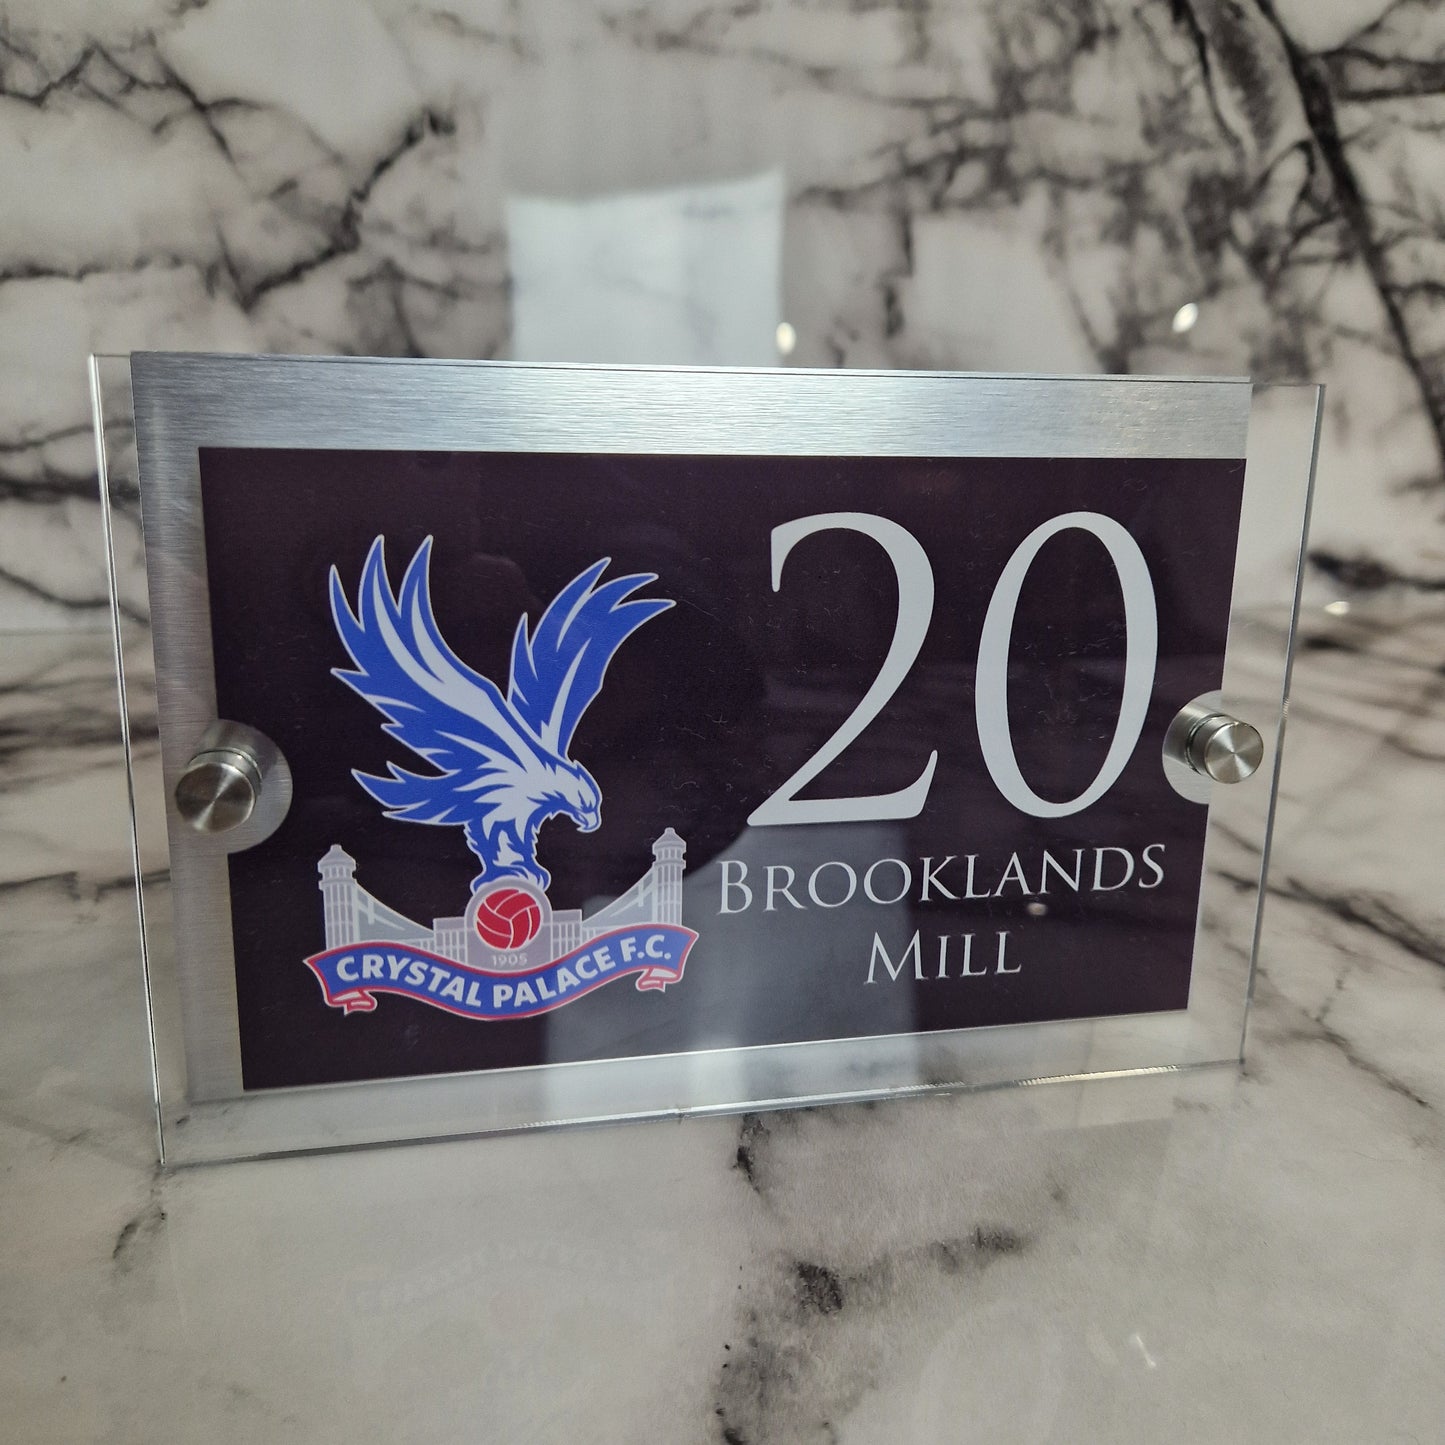 20
BROOKLANDS
MILL
1905
CRYSTAL PALACE F.C.